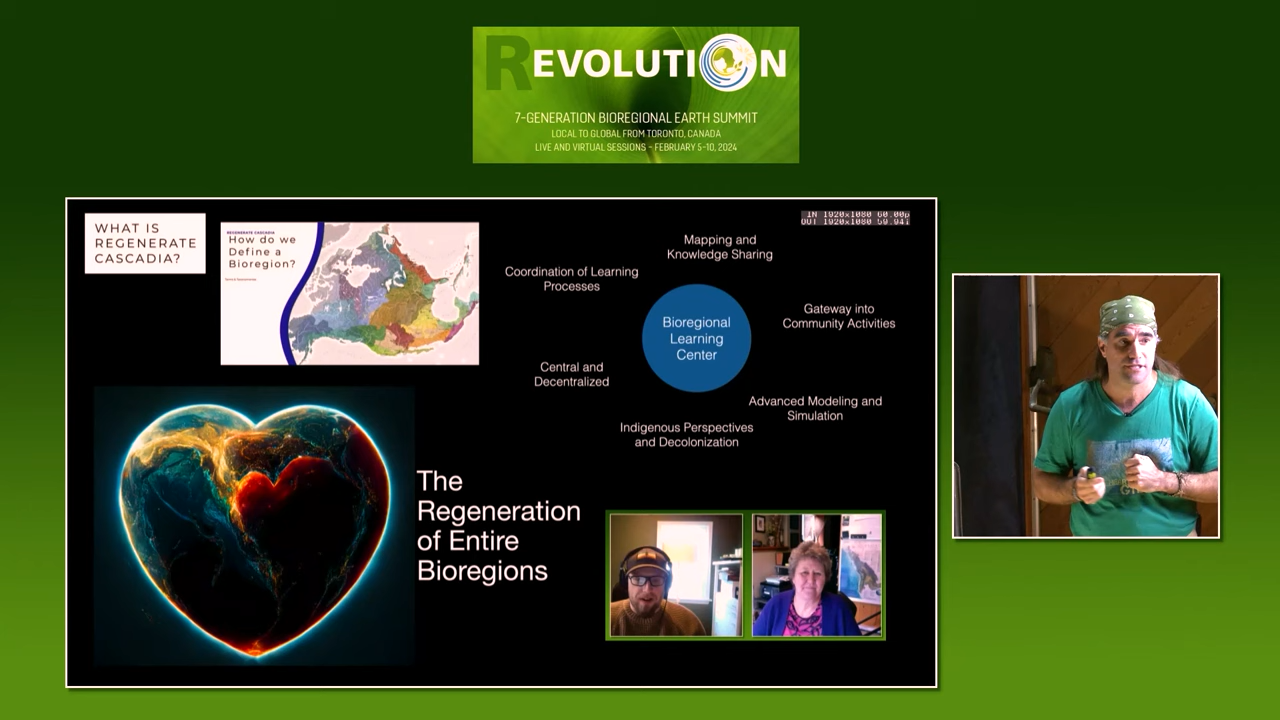 REVOLUTION
7-GENERATION BIOREGIONAL EARTH SUMMIT
LOCAL TO GLOBAL FROM TORONTO, CANADA
LIVE AND VIRTUAL SESSIONS - FEBRUARY 5-10, 2024
WHAT IS
REGENERATE
CASCADIA?
REGENERATE CASCADIA
How do we
Define a
Bioregion?
IN 1920x1080 60.00p
OUT 1920x1080 59.94i
Mapping and
Knowledge Sharing
Coordination of Learning
Processes
Gateway into
Community Activities
Bioregional
Learning
Center
Central and
Decentralized
Advanced Modeling and
Simulation
Indigenous Perspectives
and Decolonization
The
Regeneration
of Entire
Bioregions